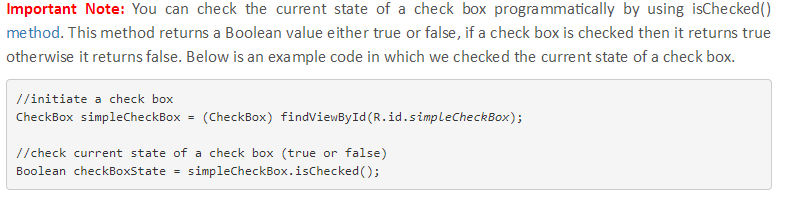 Important Note: You can check the current state of a check box programmatically by using isChecked()
method. This method returns a Boolean value either true or false, if a check box is checked then it returns true
otherwise it returns false. Below is an example code in which we checked the current state of a check box.
//initiate a check box
CheckBox simpleCheckBox = (CheckBox) findViewById(R.id.simpleCheckBox);
//check current state of a check box (true or false)
Boolean checkBoxState = simpleCheckBox.isChecked();